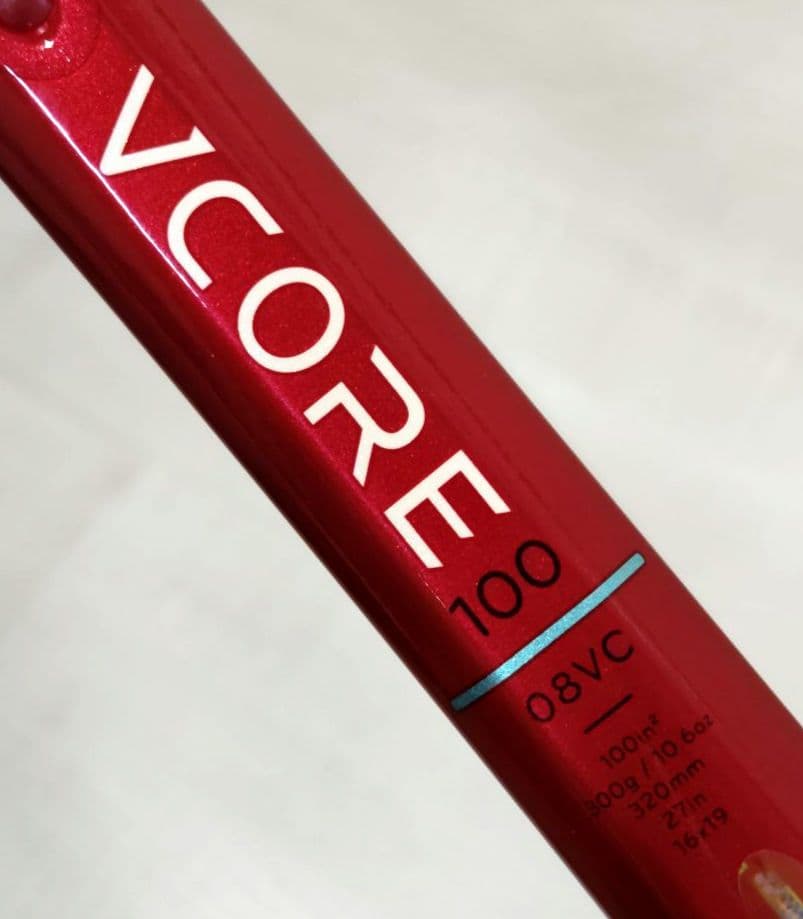 VCORE
100
08VC
100in²
300g / 10.6oz
320mm
27in
16x19